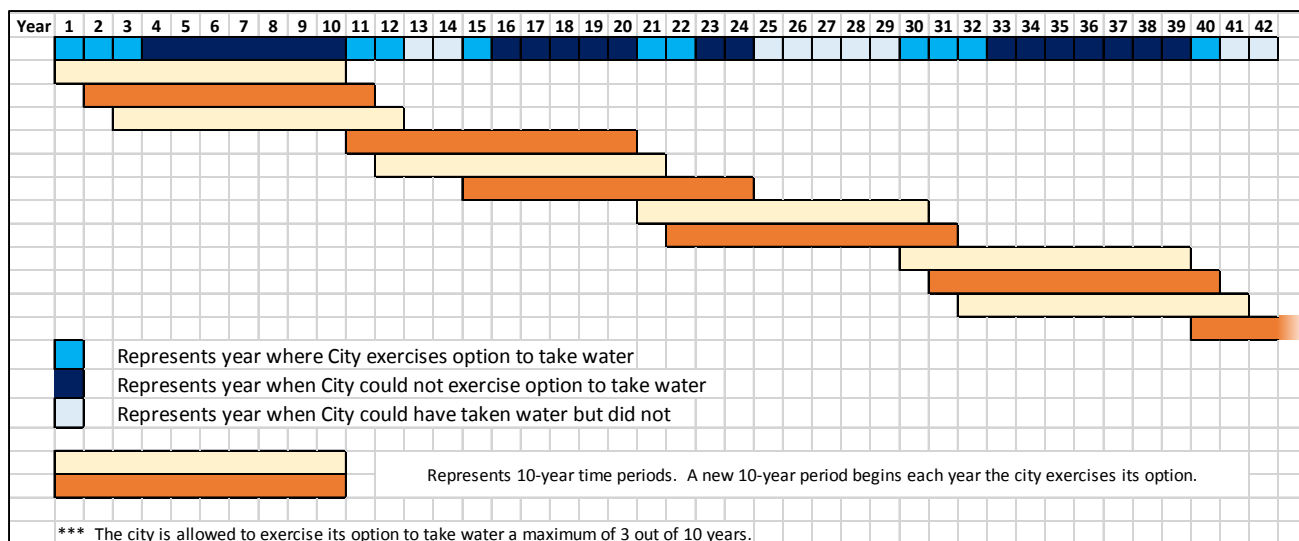 Year 1 2 3 4 5 6 7 8 9 10 11 12 13 14 15 16 17 18 19 20 21 22 23 24 25 26 27 28 29 30 31 32 33 34 35 36 37 38 39 40 41 42
Represents year where City exercises option to take water
Represents year when City could not exercise option to take water
Represents year when City could have taken water but did not
Represents 10-year time periods. A new 10-year period begins each year the city exercises its option.
*** The city is allowed to exercise its option to take water a maximum of 3 out of 10 years.